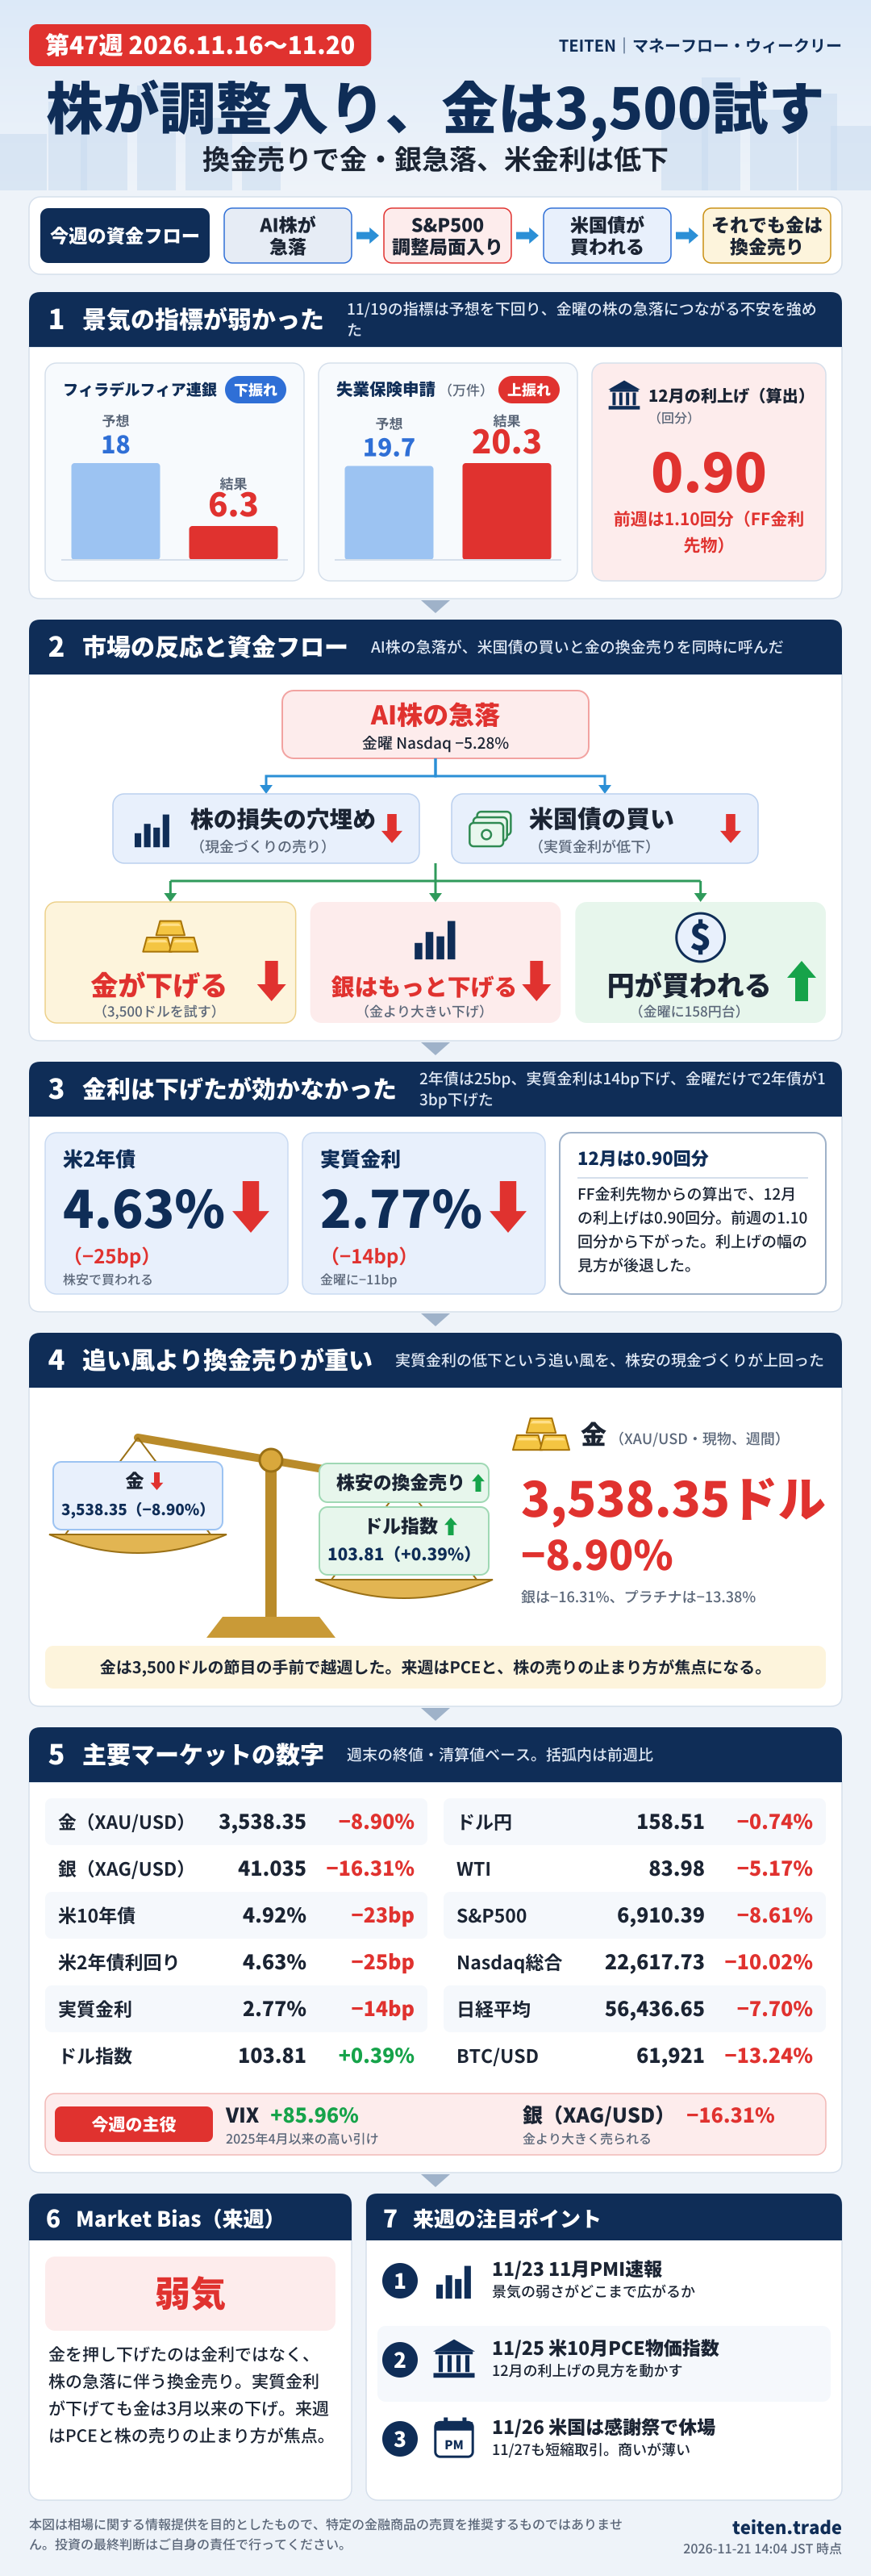 第47週 2026.11.16〜11.20
TEITEN｜マネーフロー・ウィークリー
株が調整入り、金は3,500試す
換金売りで金・銀急落、米金利は低下
今週の資金フロー
AI株が
急落
S&P500
調整局面入り
米国債が
買われる
それでも金は
換金売り
1 景気の指標が弱かった
11/19の指標は予想を下回り、金曜の株の急落につながる不安を強め
た
フィラデルフィア連銀 下振れ
予想
18
結果
6.3
失業保険申請（万件） 上振れ
予想
19.7
結果
20.3
12月の利上げ（算出）
（回分）
0.90
前週は1.10回分（FF金利
先物）
2 市場の反応と資金フロー
AI株の急落が、米国債の買いと金の換金売りを同時に呼んだ
AI株の急落
金曜 Nasdaq −5.28%
株の損失の穴埋め
（現金づくりの売り）
米国債の買い
（実質金利が低下）
金が下げる
（3,500ドルを試す）
銀はもっと下げる
（金より大きい下げ）
$
円が買われる
（金曜に158円台）
3 金利は下げたが効かなかった
2年債は25bp、実質金利は14bp下げ、金曜だけで2年債が1
3bp下げた
米2年債
4.63%
（−25bp）
株安で買われる
実質金利
2.77%
（−14bp）
金曜に−11bp
12月は0.90回分
FF金利先物からの算出で、12月
の利上げは0.90回分。前週の1.10
回分から下がった。利上げの幅の
見方が後退した。
4 追い風より換金売りが重い
実質金利の低下という追い風を、株安の現金づくりが上回った
金
3,538.35（−8.90%）
株安の換金売り
ドル指数
103.81（+0.39%）
金（XAU/USD・現物、週間）
3,538.35ドル
−8.90%
銀は−16.31%、プラチナは−13.38%
金は3,500ドルの節目の手前で越週した。来週はPCEと、株の売りの止まり方が焦点になる。
5 主要マーケットの数字
週末の終値・清算値ベース。括弧内は前週比
金（XAU/USD） 3,538.35 −8.90%
銀（XAG/USD） 41.035 −16.31%
米10年債 4.92% −23bp
米2年債利回り 4.63% −25bp
実質金利 2.77% −14bp
ドル指数 103.81 +0.39%
ドル円 158.51 −0.74%
WTI 83.98 −5.17%
S&P500 6,910.39 −8.61%
Nasdaq総合 22,617.73 −10.02%
日経平均 56,436.65 −7.70%
BTC/USD 61,921 −13.24%
今週の主役
VIX +85.96%
2025年4月以来の高い引け
銀（XAG/USD） −16.31%
金より大きく売られる
6 Market Bias（来週）
弱気
金を押し下げたのは金利ではなく、
株の急落に伴う換金売り。実質金利
が下げても金は3月以来の下げ。来週
はPCEと株の売りの止まり方が焦点。
7 来週の注目ポイント
1
11/23 11月PMI速報
景気の弱さがどこまで広がるか
2
11/25 米10月PCE物価指数
12月の利上げの見方を動かす
3
PM
11/26 米国は感謝祭で休場
11/27も短縮取引。商いが薄い
本図は相場に関する情報提供を目的としたもので、特定の金融商品の売買を推奨するものではありませ
ん。投資の最終判断はご自身の責任で行ってください。
teiten.trade
2026-11-21 14:04 JST 時点